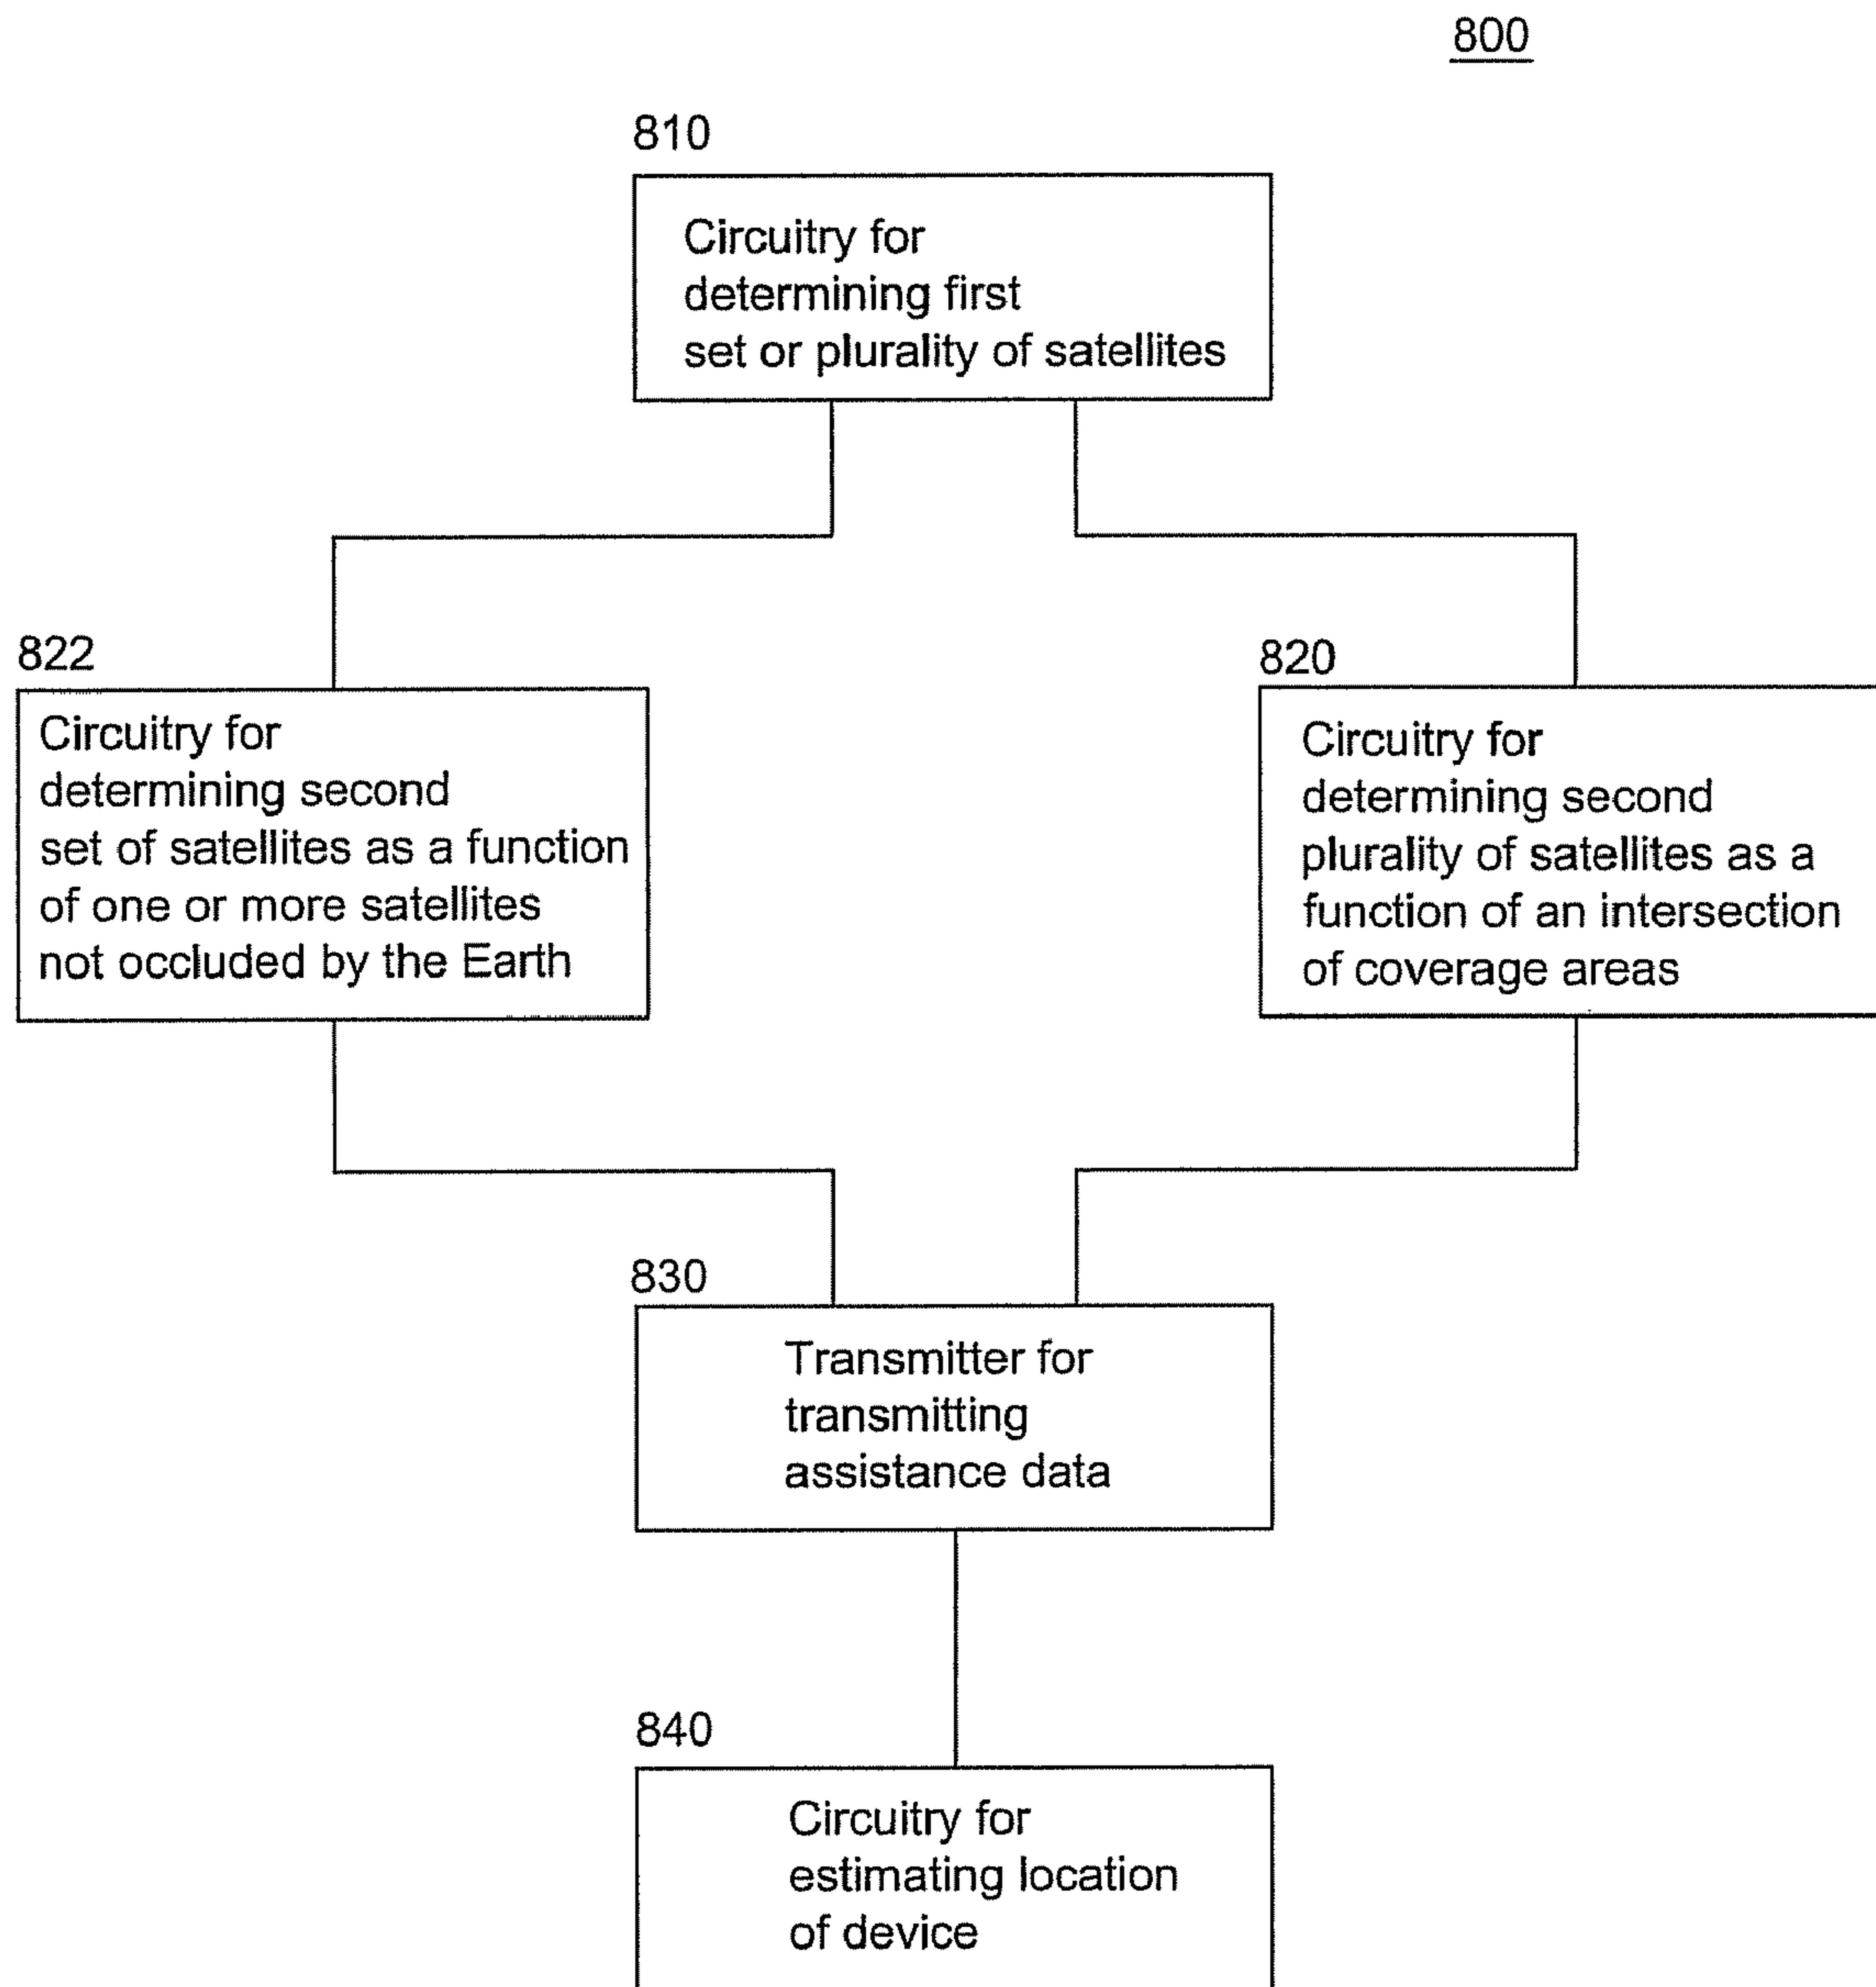 800
810
Circuitry for
determining first
set or plurality of satellites
822
Circuitry for
determining second
set of satellites as a function
of one or more satellites
not occluded by the Earth
820
Circuitry for
determining second
plurality of satellites as a
function of an intersection
of coverage areas
830
Transmitter for
transmitting
assistance data
840
Circuitry for
estimating location
of device